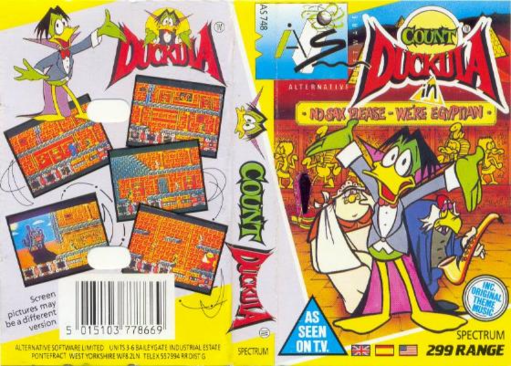 DUCKULA
Screen
pictures may
be a different
version
5 015103 778669
ALTERNATIVE SOFTWARE LIMITED UNITS 3-6 BAILEYGATE INDUSTRIAL ESTATE
PONTEFRACT WEST YORKSHIRE WF8 2LN TELEX 557994 RR DIST G
COUNT
DUCKULA
SPECTRUM
AS 748
AS
ALTERNATIVE
COUNT
DUCKULA
in
- NO SAX PLEASE - WE'RE EGYPTIAN -
INC.
ORIGINAL
THEME
MUSIC
AS
SEEN
ON T.V.
SPECTRUM
299 RANGE